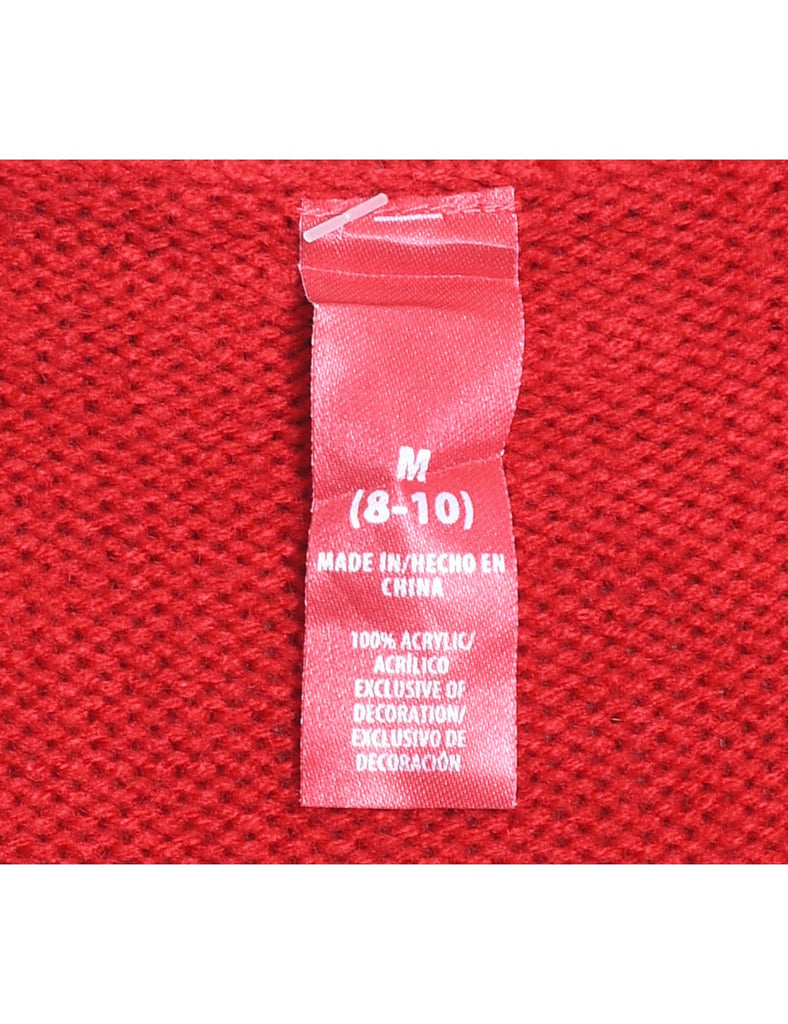 M
(8-10)
MADE IN/HECHO EN
CHINA
100% ACRYLIC/
ACRÍLICO
EXCLUSIVE OF
DECORATION/
EXCLUSIVO DE
DECORACIÓN